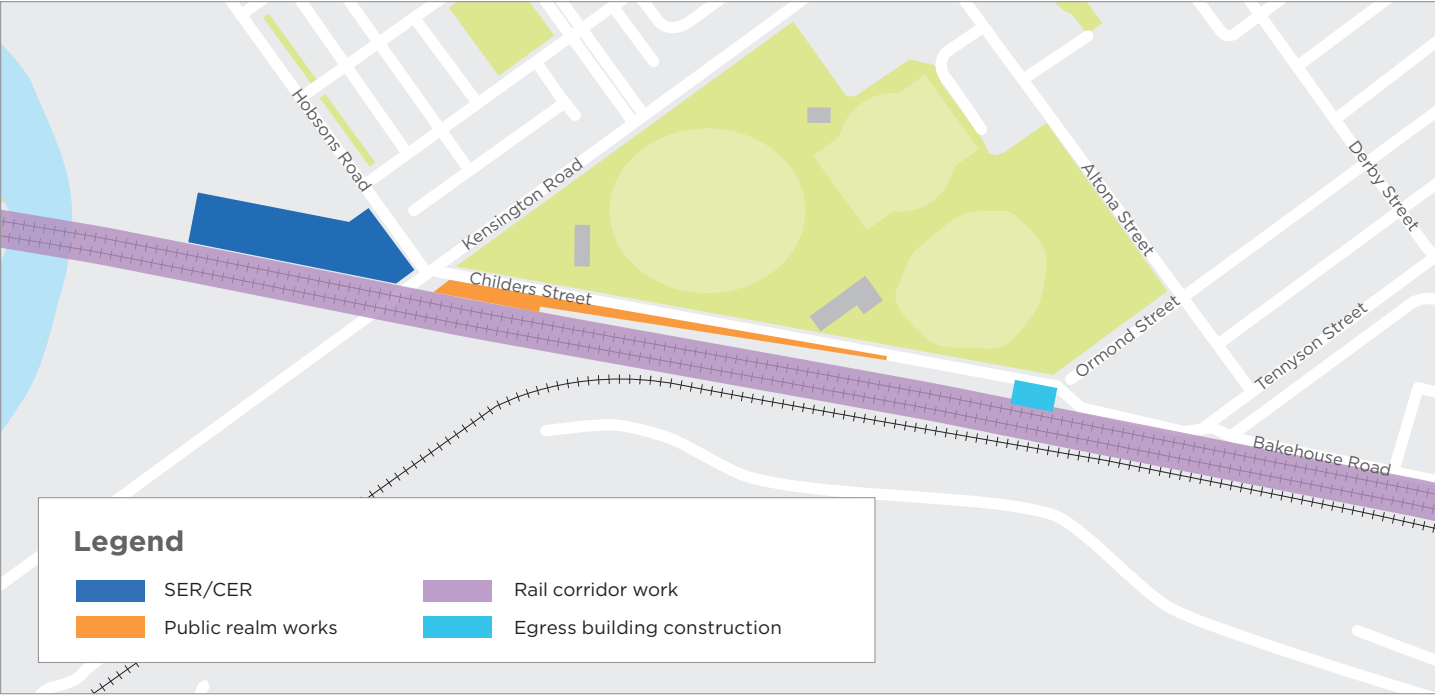 Hobsons Road
Kensington Road
Childers Street
Altona Street
Derby Street
Ormond Street
Tennyson Street
Bakehouse Road
Legend
SER/CER
Public realm works
Rail corridor work
Egress building construction